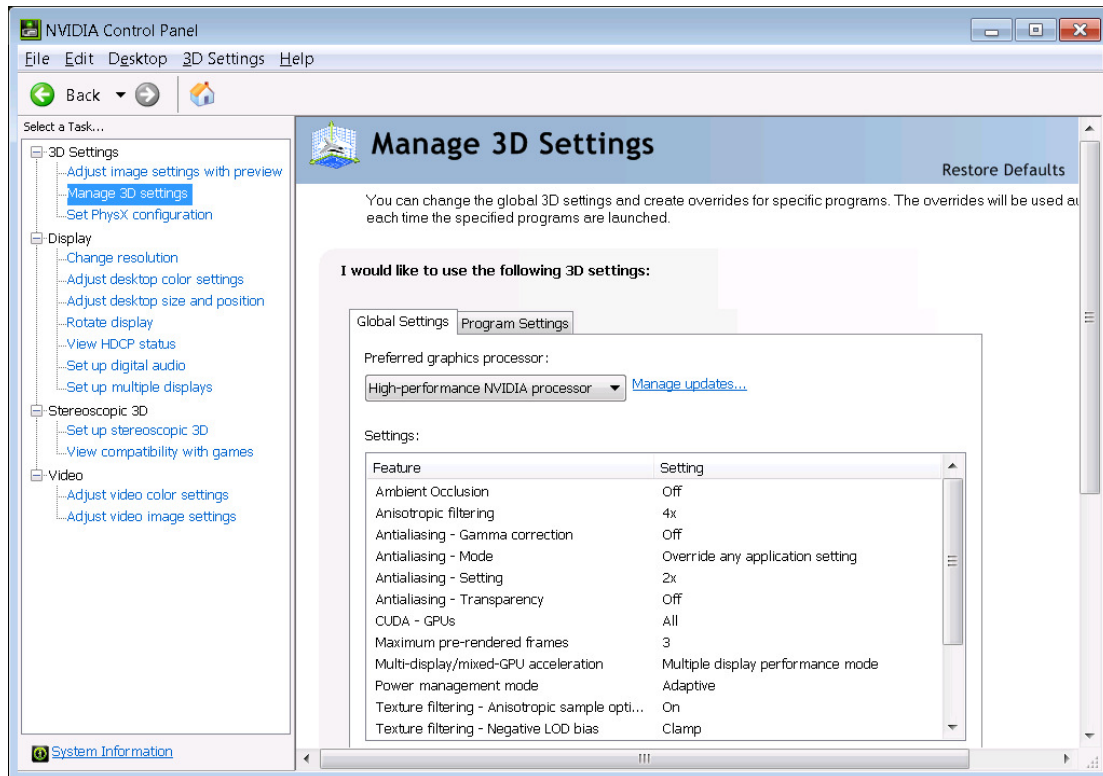 NVIDIA Control Panel
File Edit Desktop 3D Settings Help
Back
Select a Task...
3D Settings
Adjust image settings with preview
Manage 3D settings
Set PhysX configuration
Display
Change resolution
Adjust desktop color settings
Adjust desktop size and position
Rotate display
View HDCP status
Set up digital audio
Set up multiple displays
Stereoscopic 3D
Set up stereoscopic 3D
View compatibility with games
Video
Adjust video color settings
Adjust video image settings
System Information
Manage 3D Settings
Restore Defaults
You can change the global 3D settings and create overrides for specific programs. The overrides will be used
each time the specified programs are launched.
I would like to use the following 3D settings:
Global Settings Program Settings
Preferred graphics processor:
High-performance NVIDIA processor Manage updates...
Settings:
Feature Setting
Ambient Occlusion Off
Anisotropic filtering 4x
Antialiasing - Gamma correction Off
Antialiasing - Mode Override any application setting
Antialiasing - Setting 2x
Antialiasing - Transparency Off
CUDA - GPUs All
Maximum pre-rendered frames 3
Multi-display/mixed-GPU acceleration Multiple display performance mode
Power management mode Adaptive
Texture filtering - Anisotropic sample opti... On
Texture filtering - Negative LOD bias Clamp